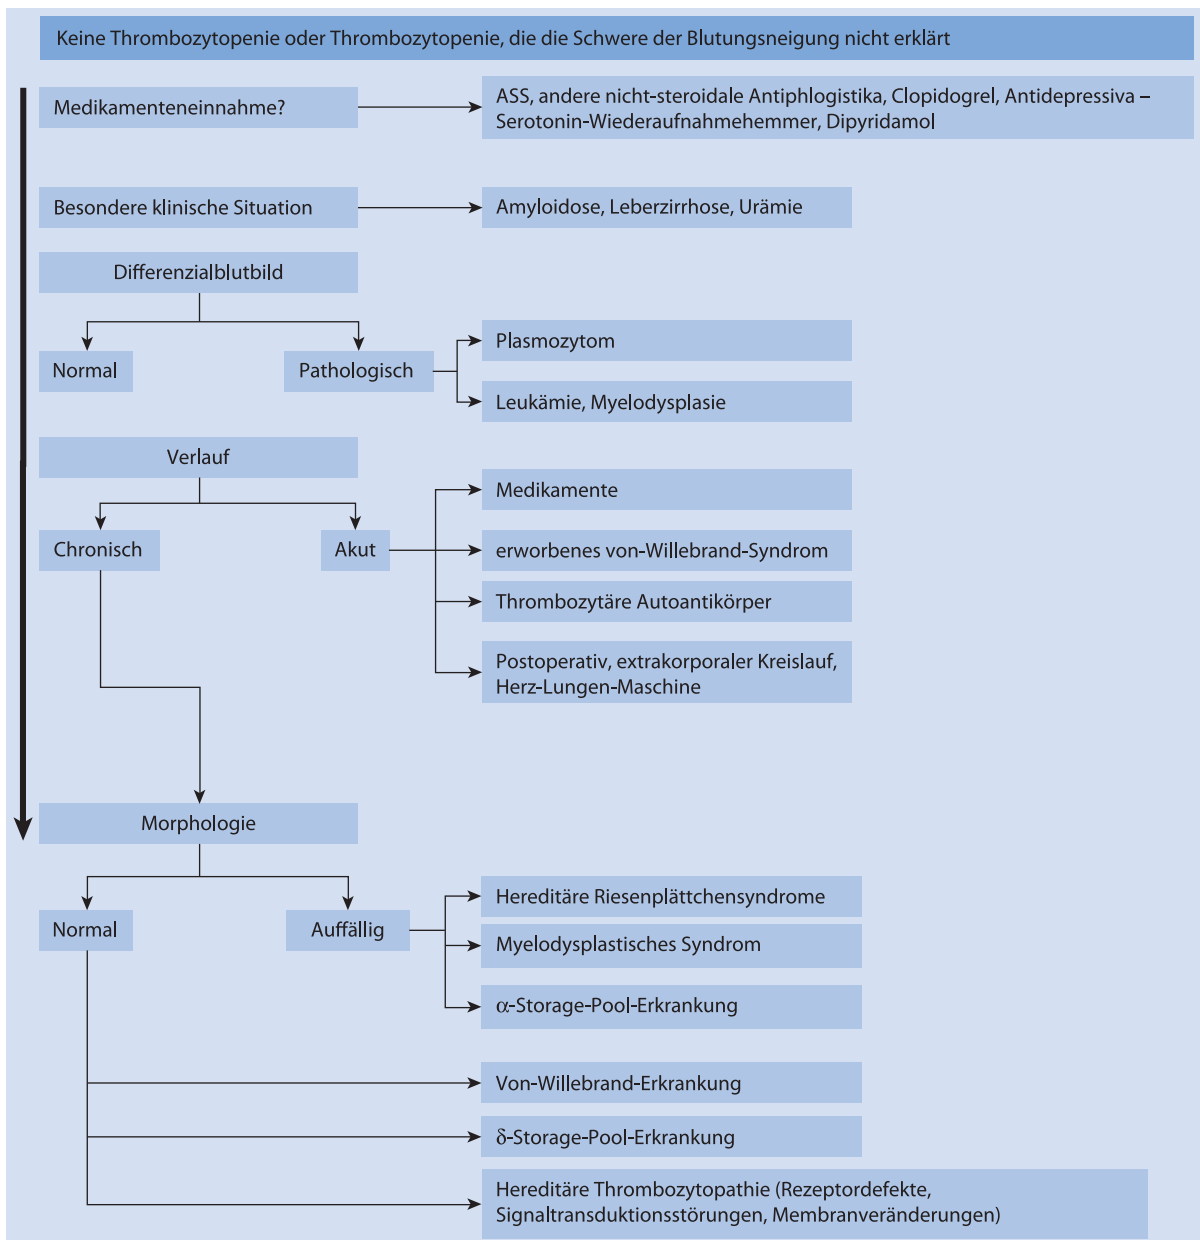 Keine Thrombozytopenie oder Thrombozytopenie, die die Schwere der Blutungsneigung nicht erklärt
Medikamenteneinnahme?
ASS, andere nicht-steroidale Antiphlogistika, Clopidogrel, Antidepressiva –
Serotonin-Wiederaufnahmehemmer, Dipyridamol
Besondere klinische Situation
Amyloidose, Leberzirrhose, Urämie
Differenzialblutbild
Normal
Pathologisch
Plasmozytom
Leukämie, Myelodysplasie
Verlauf
Chronisch
Akut
Medikamente
erworbenes von-Willebrand-Syndrom
Thrombozytäre Autoantikörper
Postoperativ, extrakorporaler Kreislauf,
Herz-Lungen-Maschine
Morphologie
Normal
Auffällig
Hereditäre Riesenplättchensyndrome
Myelodysplastisches Syndrom
α-Storage-Pool-Erkrankung
Von-Willebrand-Erkrankung
δ-Storage-Pool-Erkrankung
Hereditäre Thrombozytopathie (Rezeptordefekte,
Signaltransduktionsstörungen, Membranveränderungen)